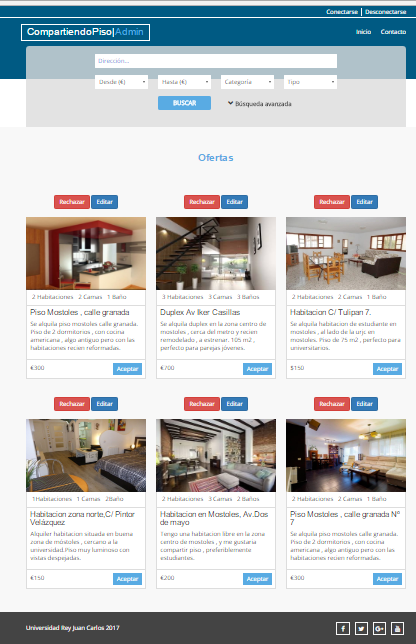 Conectarse | Desconectarse
CompartiendoPiso|Admin
Inicio Contacto
Dirección...
Desde (€) Hasta (€) Categoria Tipo
BUSCAR Búsqueda avanzada
Ofertas
Rechazar Editar
2 Habitaciones 2 Camas 1 Baño
Piso Mostoles , calle granada
Se alquila piso mostoles calle granada.
Piso de 2 dormitorios , con cocina
americana , algo antiguo pero con las
habitaciones recien reformadas.
€300 Aceptar
Rechazar Editar
3 Habitaciones 3 Camas 3 Baños
Duplex Av Iker Casillas
Se alquila duplex en la zona centro de
mostoles , cerca del metro y recien
remodelado , a estrenar. 105 m2 ,
perfecto para parejas jóvenes.
€700 Aceptar
Rechazar Editar
2 Habitaciones 2 Camas 1 Baño
Habitacion C/ Tulipan 7.
Se alquila habitacion de estudiante en
mostoles , al lado de la urjc en
mostoles. Piso de 75 m2 , perfecto para
universitarios.
$150 Aceptar
Rechazar Editar
1Habitaciones 1 Camas 2Baño
Habitacion zona norte,C/ Pintor
Velázquez
Alquiler habitacion situada en buena
zona de móstoles , cercano a la
universidad.Piso muy luminoso con
vistas despejadas.
€150 Aceptar
Rechazar Editar
2 Habitaciones 3 Camas 2 Baños
Habitacion en Mostoles, Av.Dos
de mayo
Tengo una habitacion libre en la zona
centro de mostoles , y me gustaria
compartir piso , preferiblemente
estudiantes.
€200 Aceptar
Rechazar Editar
2 Habitaciones 2 Camas 1 Baño
Piso Mostoles , calle granada Nº
7
Se alquila piso mostoles calle granada.
Piso de 2 dormitorios , con cocina
americana , algo antiguo pero con las
habitaciones recien reformadas.
€300 Aceptar
Universidad Rey Juan Carlos 2017